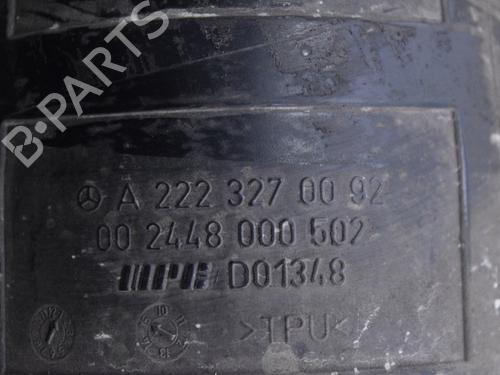 B-PARTS
A 222 327 00 92
00 2448 000 502
D01348
>TPU<